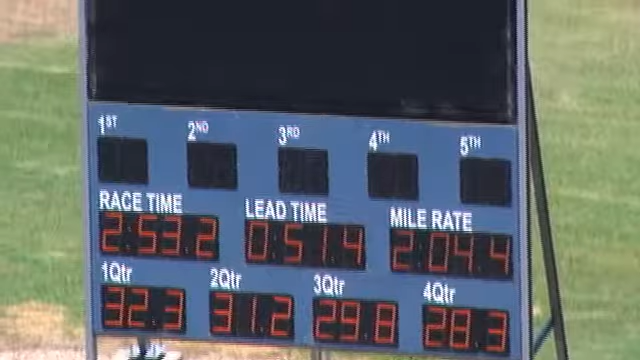 1ST 2ND 3RD 4TH 5TH
RACE TIME LEAD TIME MILE RATE
2:53.2 0:51.4 2:04.4
1Qtr 2Qtr 3Qtr 4Qtr
32.3 31.2 29.8 28.3